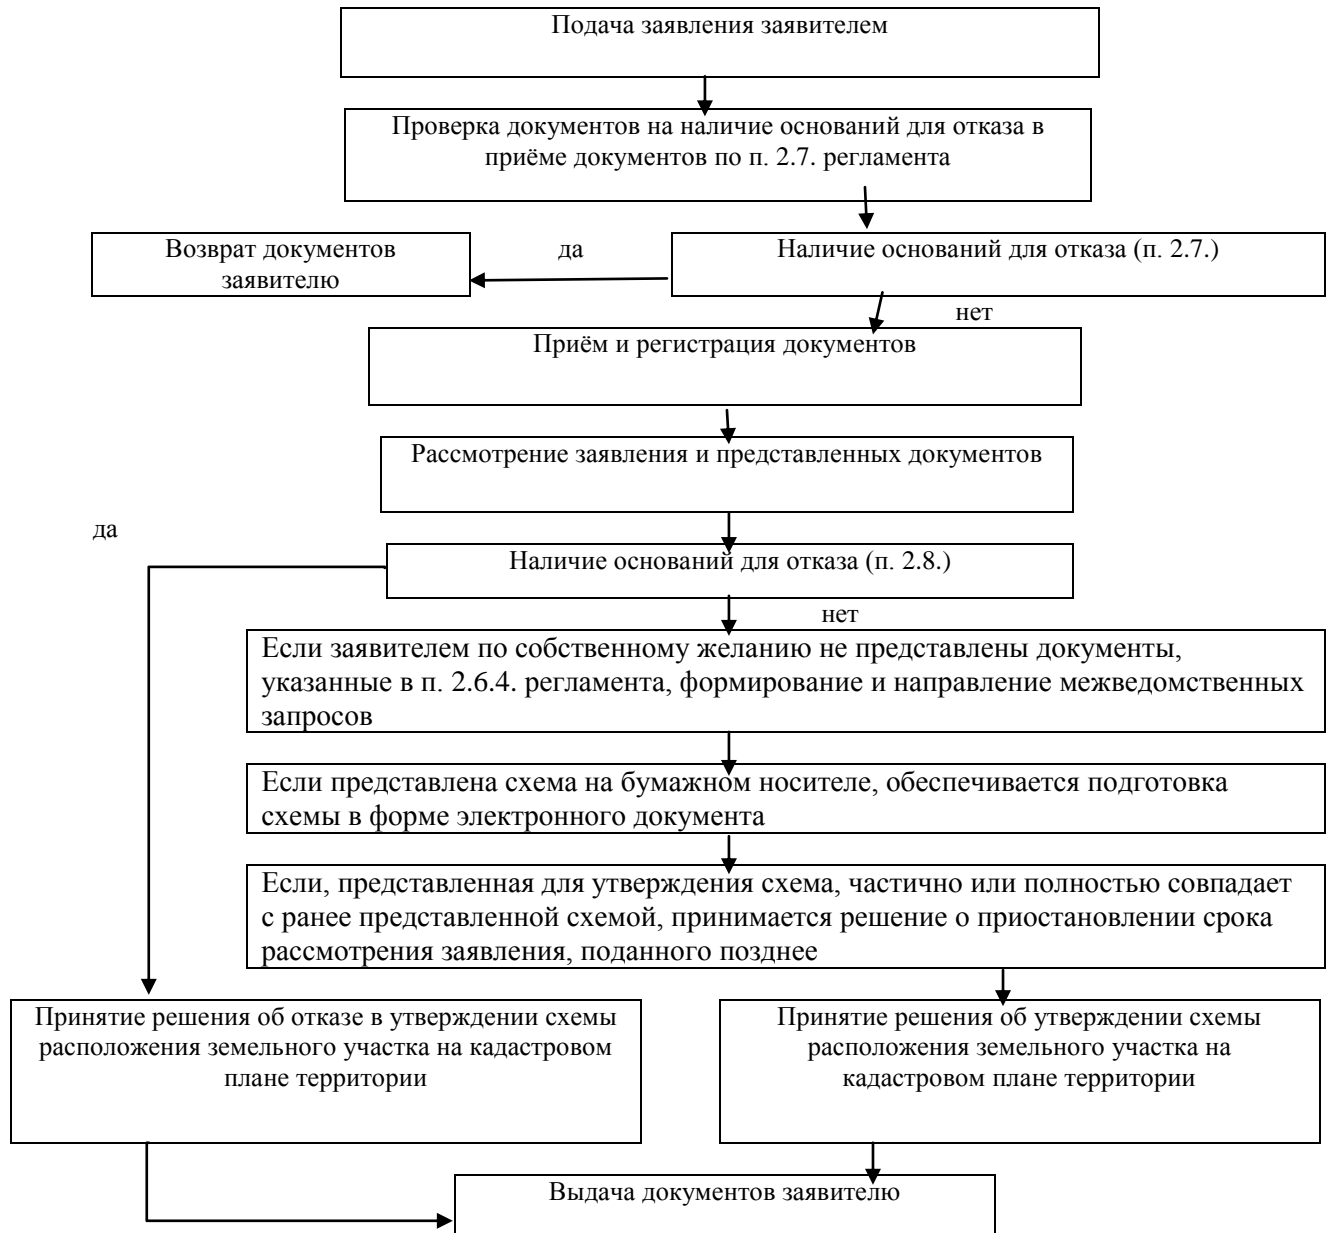 Подача заявления заявителем
Проверка документов на наличие оснований для отказа в
приёме документов по п. 2.7. регламента
Возврат документов
заявителю
да
Наличие оснований для отказа (п. 2.7.)
нет
Приём и регистрация документов
Рассмотрение заявления и представленных документов
да
Наличие оснований для отказа (п. 2.8.)
нет
Если заявителем по собственному желанию не представлены документы,
указанные в п. 2.6.4. регламента, формирование и направление межведомственных
запросов
Если представлена схема на бумажном носителе, обеспечивается подготовка
схемы в форме электронного документа
Если, представленная для утверждения схема, частично или полностью совпадает
с ранее представленной схемой, принимается решение о приостановлении срока
рассмотрения заявления, поданного позднее
Принятие решения об отказе в утверждении схемы
расположения земельного участка на кадастровом
плане территории
Принятие решения об утверждении схемы
расположения земельного участка на
кадастровом плане территории
Выдача документов заявителю